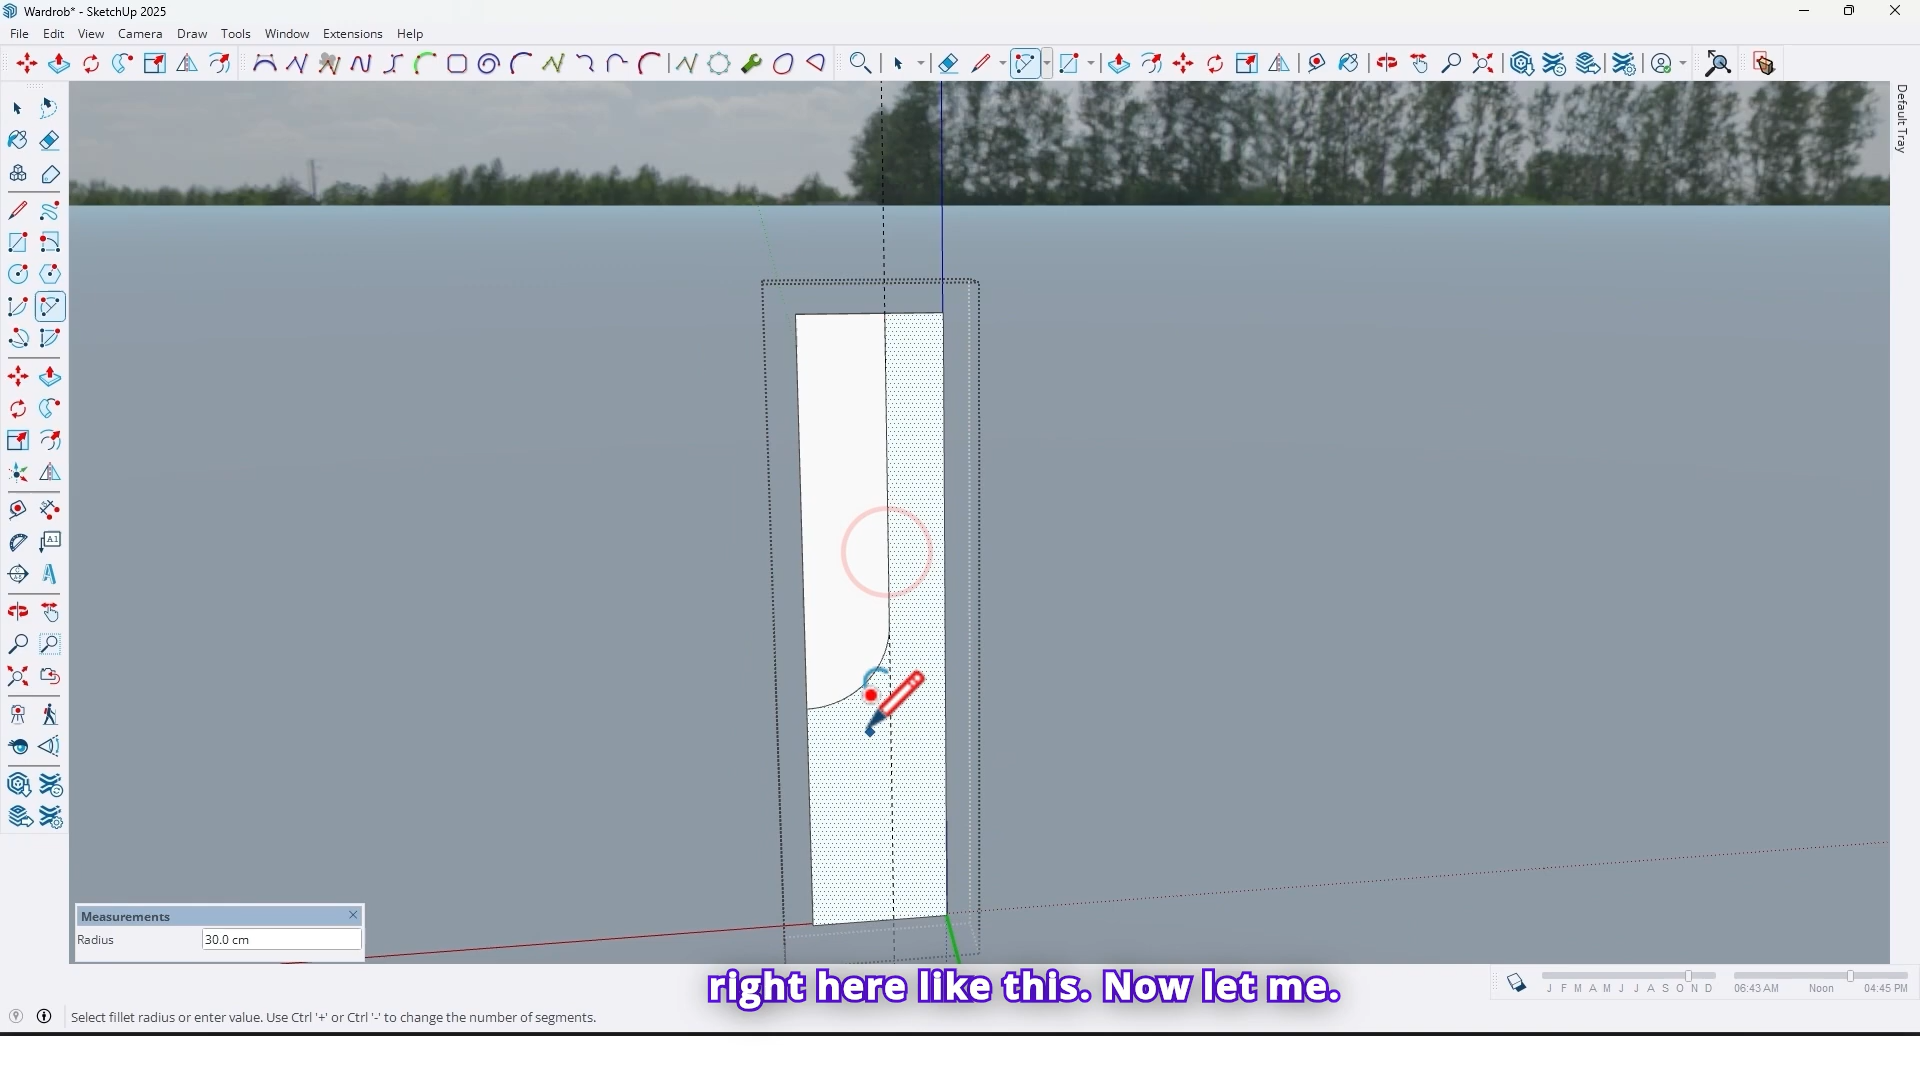 Wardrob* - SketchUp 2025
File Edit View Camera Draw Tools Window Extensions Help
Default Tray
A1
Measurements
Radius 30.0 cm
right here like this. Now let me.
J F M A M J J A S O N D 06:43 AM Noon 04:45 PM
Select fillet radius or enter value. Use Ctrl '+' or Ctrl '-' to change the number of segments.